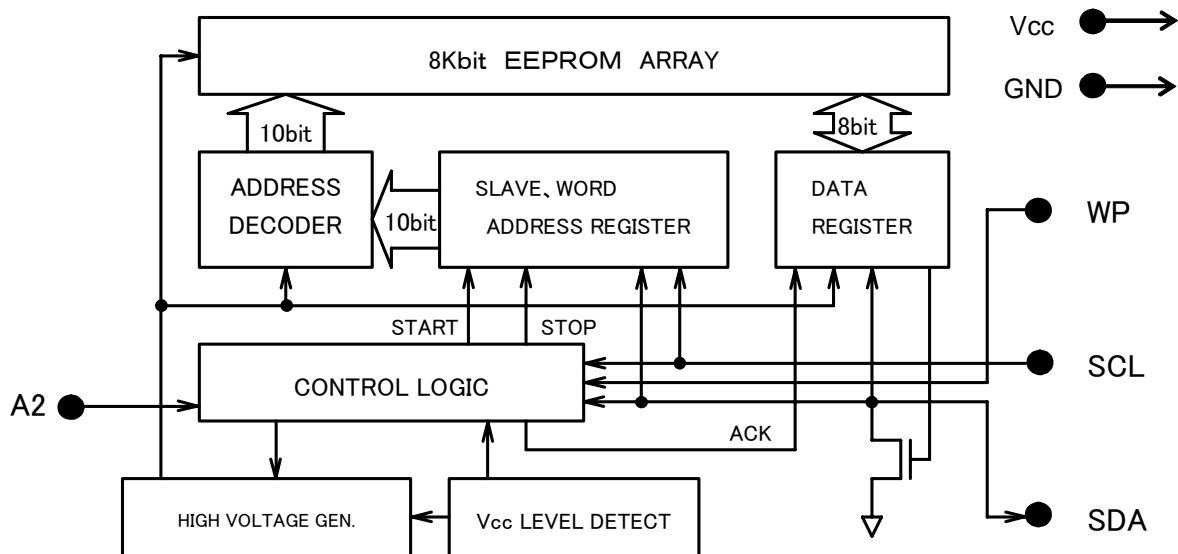 8Kbit EEPROM ARRAY
Vcc
GND
10bit
8bit
ADDRESS
DECODER
10bit
SLAVE、WORD
ADDRESS REGISTER
DATA
REGISTER
WP
START
STOP
CONTROL LOGIC
SCL
A2
ACK
HIGH VOLTAGE GEN.
Vcc LEVEL DETECT
SDA